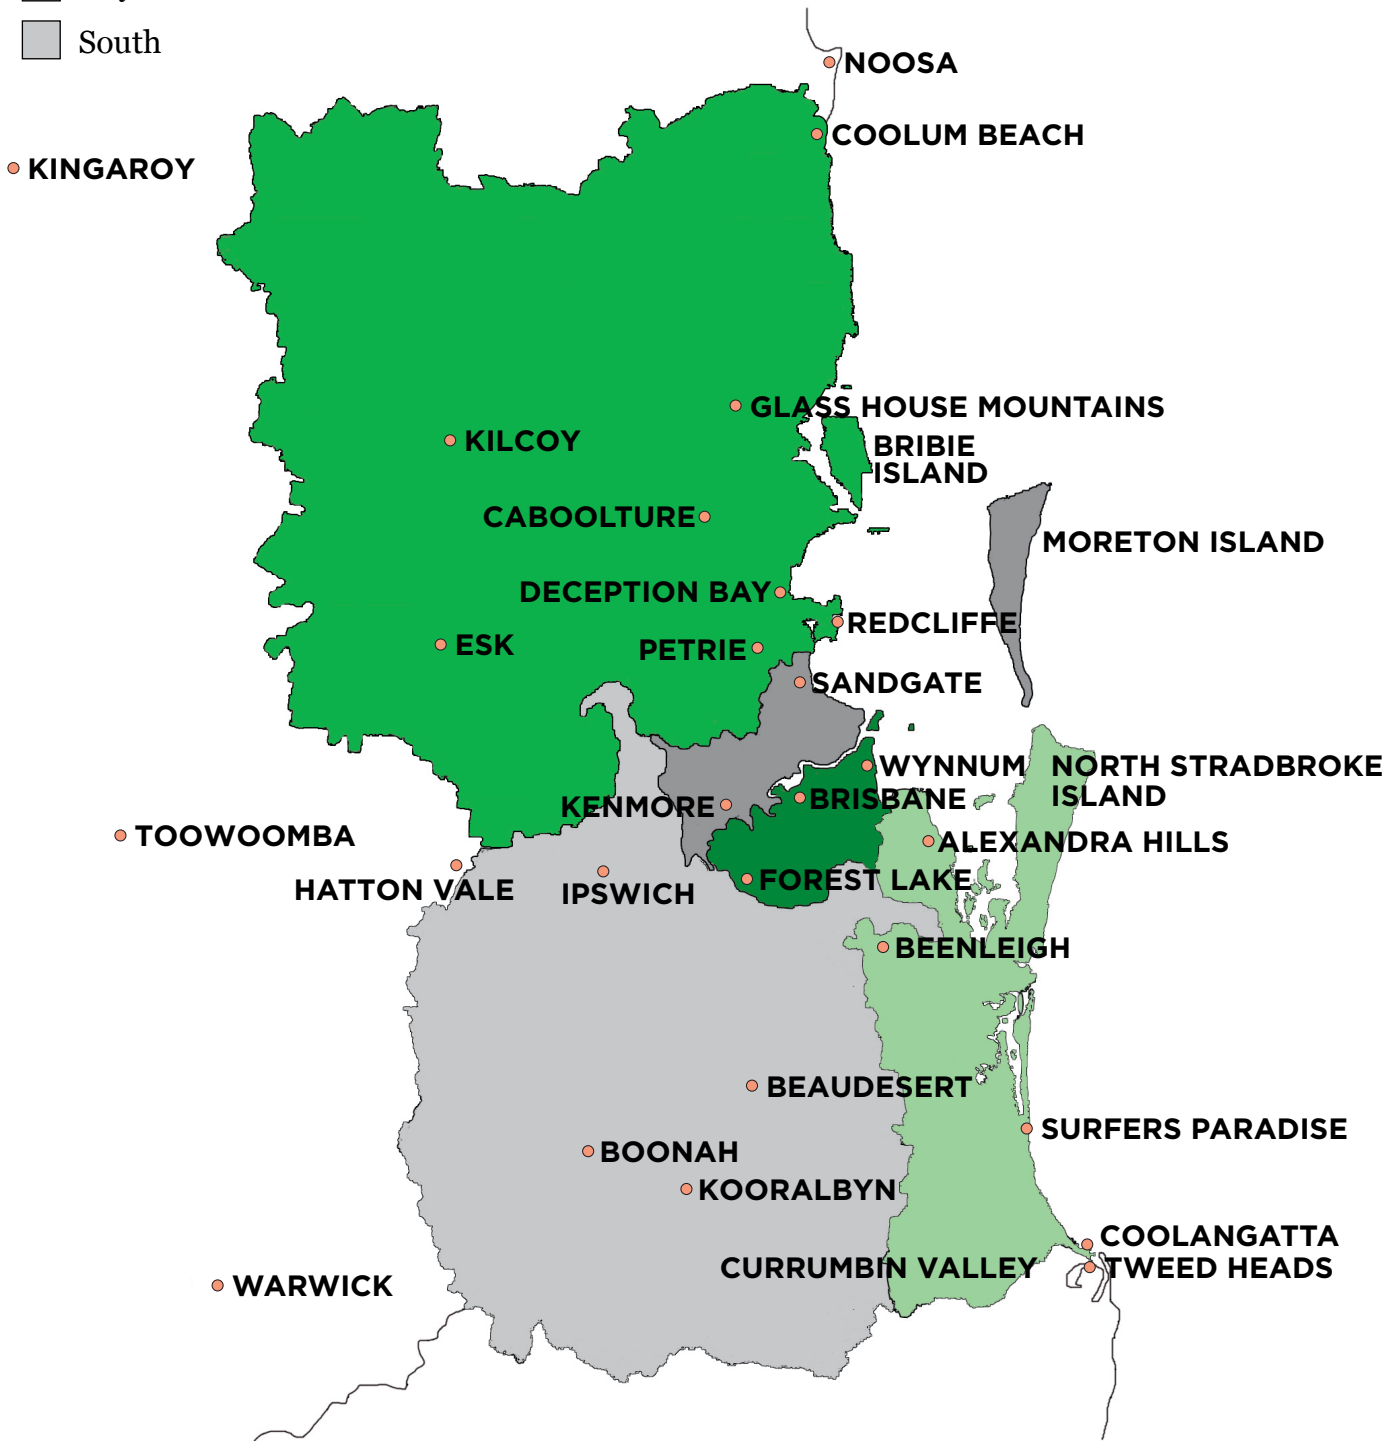 South
NOOSA
COOLUM BEACH
KINGAROY
GLASS HOUSE MOUNTAINS
KILCOY
BRIBIE
ISLAND
CABOOLTURE
MORETON ISLAND
DECEPTION BAY
REDCLIFFE
ESK
PETRIE
SANDGATE
WYNNUM
NORTH STRADBROKE
ISLAND
KENMORE
BRISBANE
TOOWOOMBA
ALEXANDRA HILLS
HATTON VALE
IPSWICH
FOREST LAKE
BEENLEIGH
BEAUDESERT
SURFERS PARADISE
BOONAH
KOORALBYN
COOLANGATTA
CURRUMBIN VALLEY
TWEED HEADS
WARWICK